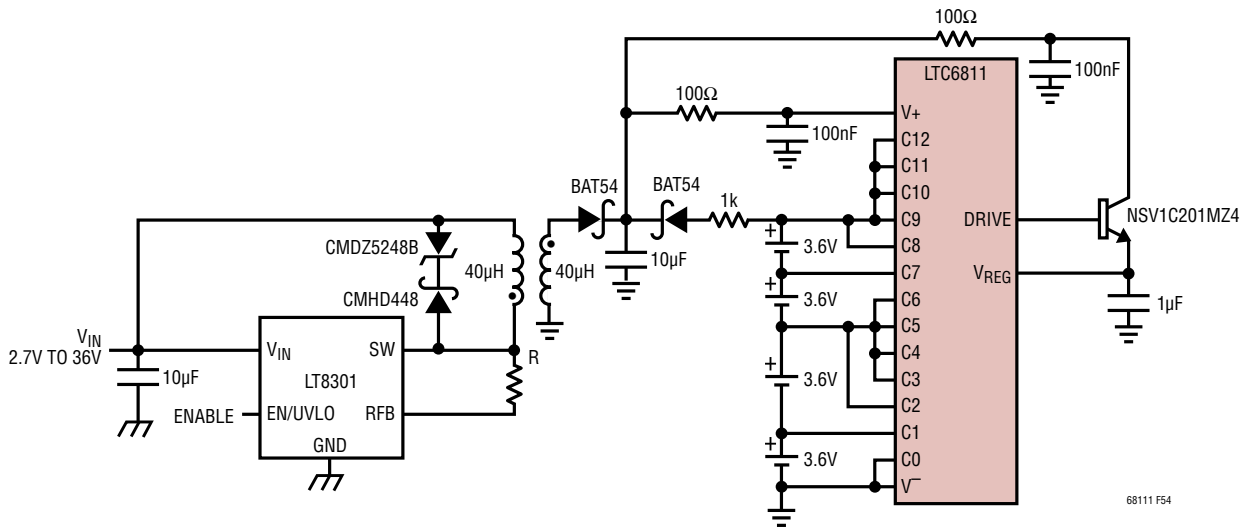 100Ω
100nF
LTC6811
100Ω
V+
100nF
C12
C11
C10
BAT54
BAT54
1k
C9
DRIVE
NSV1C201MZ4
CMDZ5248B
40µH
40µH
10µF
+
3.6V
C8
C7
VREG
CMHD448
+
3.6V
C6
1µF
C5
VIN
2.7V TO 36V
VIN
SW
R
C4
10µF
LT8301
+
3.6V
C3
C2
ENABLE
EN/UVLO
RFB
C1
GND
+
3.6V
C0
V–
68111 F54